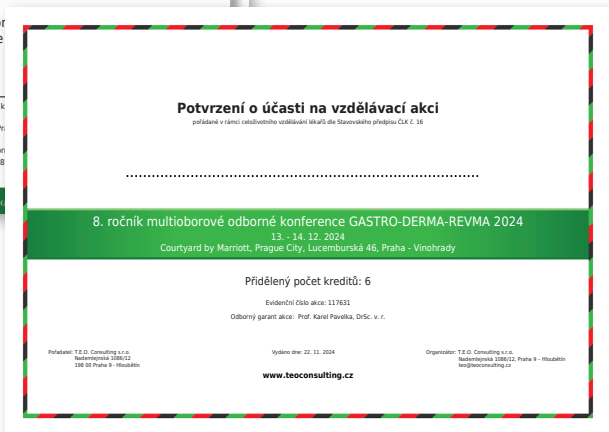 Potvrzení o účasti na vzdělávací akci
pořádané v rámci celoživotního vzdělávání lékařů dle Stavovského předpisu ČLK č. 16
8. ročník multioborové odborné konference GASTRO-DERMA-REVMA 2024
13. - 14. 12. 2024
Courtyard by Marriott, Prague City, Lucemburská 46, Praha - Vinohrady
Přidělený počet kreditů: 6
Evidenční číslo akce: 117631
Odborný garant akce: Prof. Karel Pavelka, DrSc. v. r.
Pořadatel: T.E.O. Consulting s.r.o.
Nademlejnská 1086/12
198 00 Praha 9 - Hloubětín
Vydáno dne: 22. 11. 2024
www.teoconsulting.cz
Organizátor: T.E.O. Consulting s.r.o.
Nademlejnská 1086/12, Praha 9 – Hloubětín
teo@teoconsulting.cz